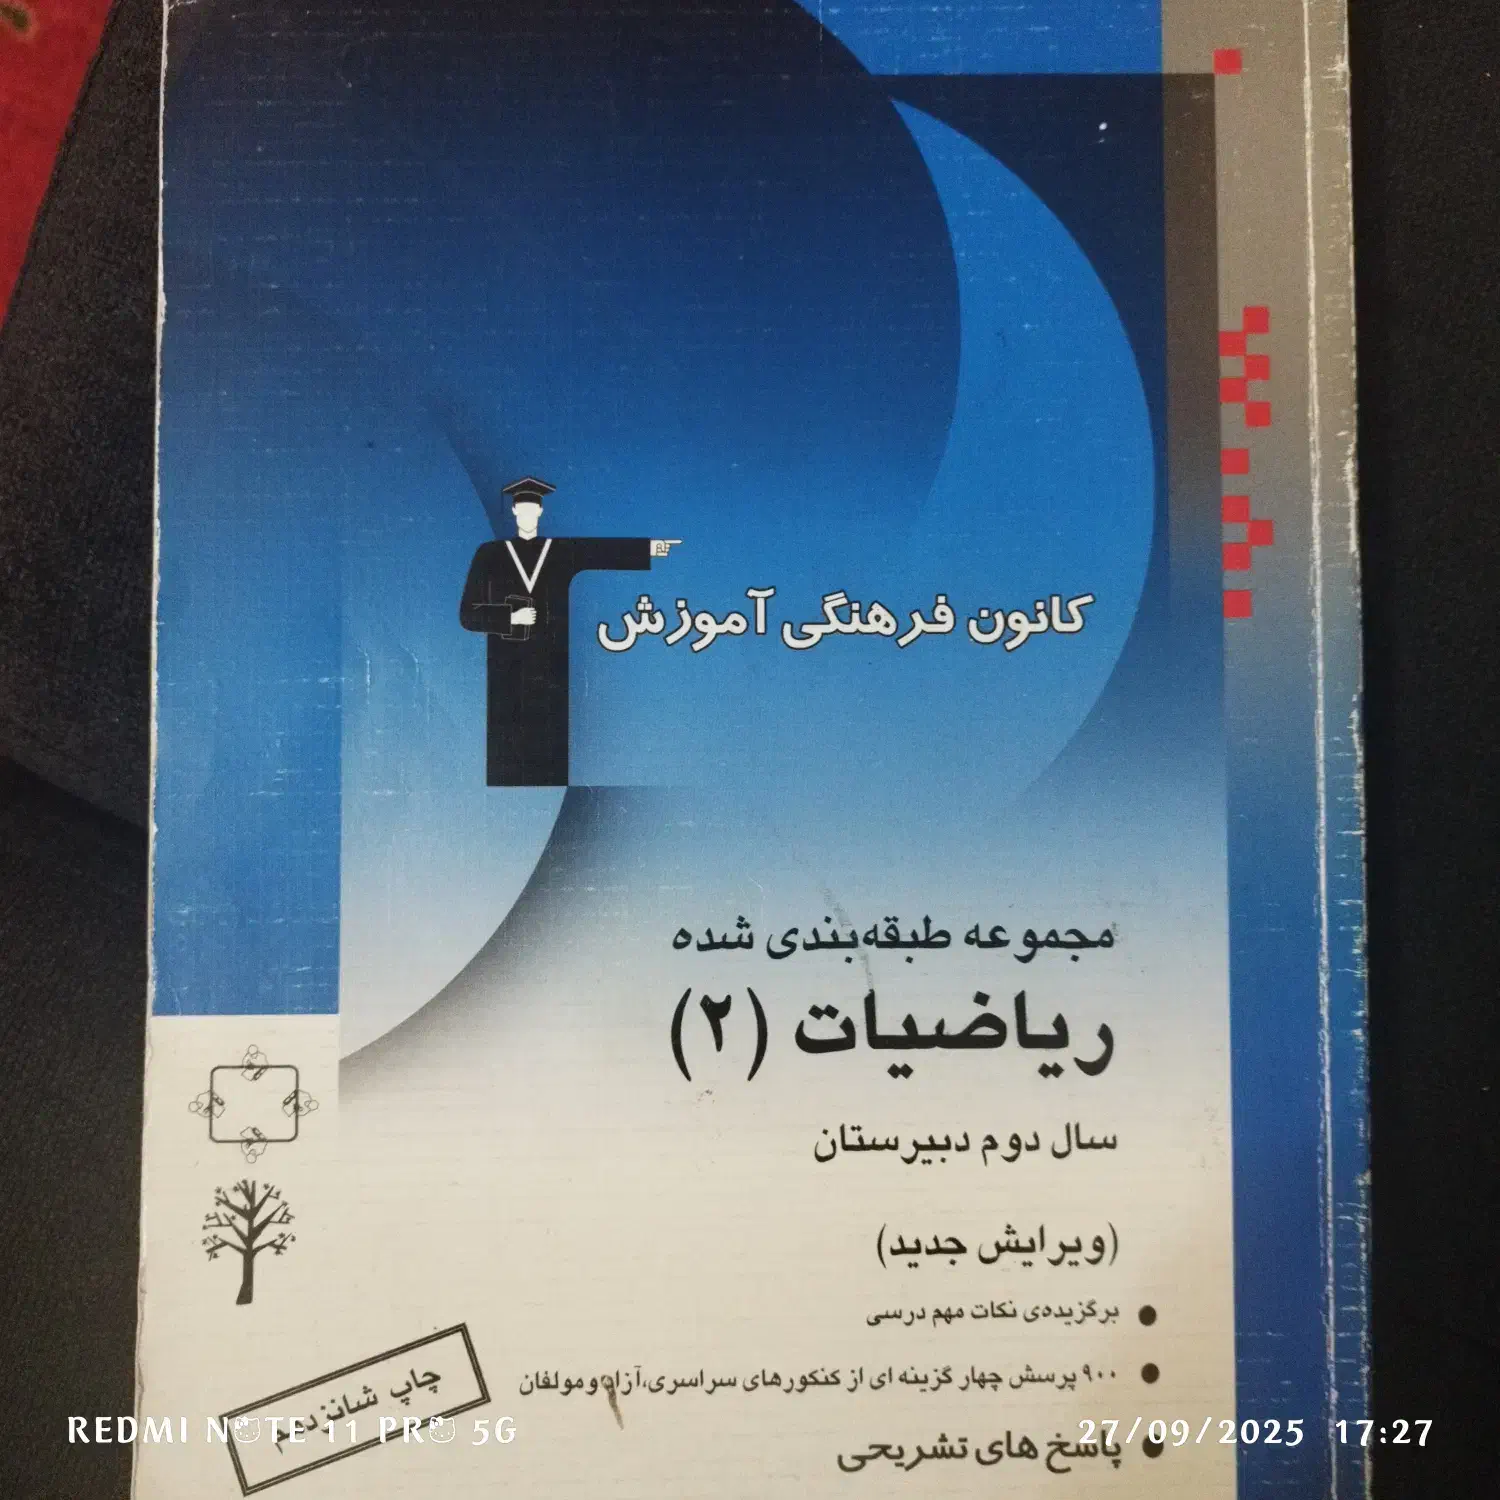 کانون فرهنگی آموزش
مجموعه طبقه‌بندی شده
ریاضیات (۲)
سال دوم دبیرستان
(ویرایش جدید)
● برگزیده‌ی نکات مهم درسی
● ۹۰۰ پرسش چهار گزینه ای از کنکورهای سراسری،آزاد و مولفان
● پاسخ های تشریحی
چاپ شانزدهم
REDMI NOTE 11 PRO 5G
27/09/2025 17:27